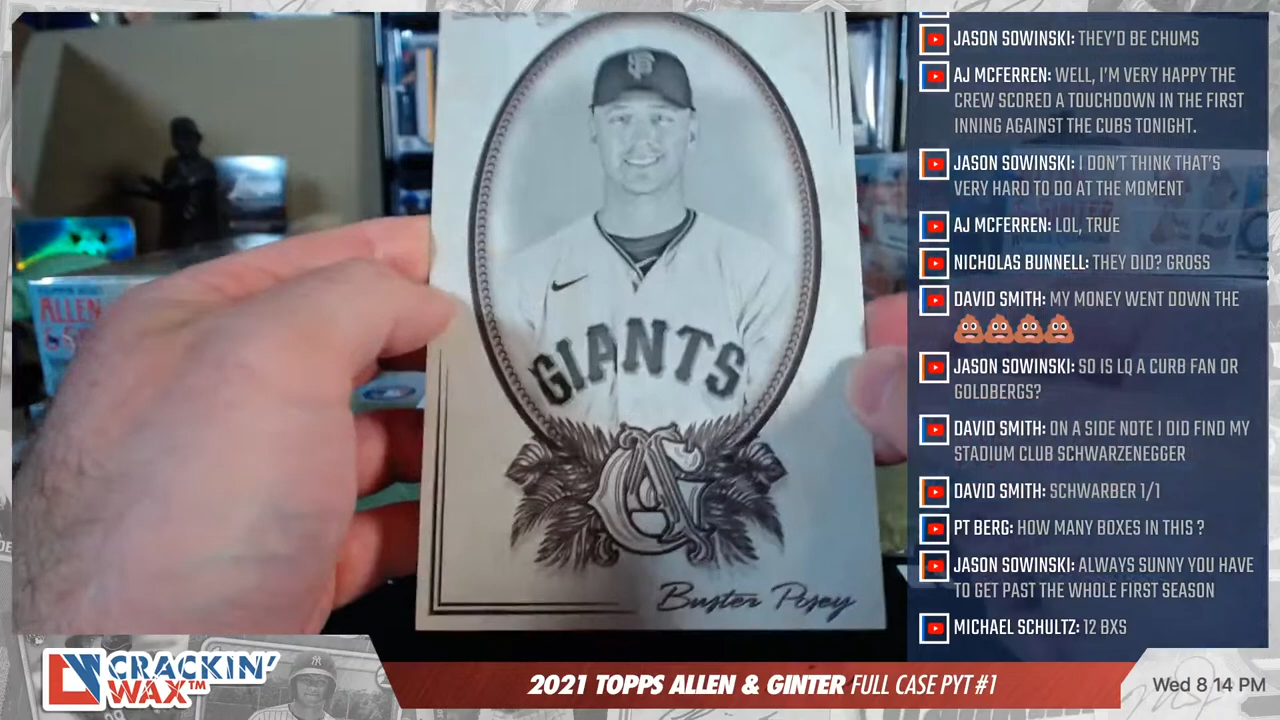 SF
GIANTS
AG
Buster Posey
ALLEN
JASON SOWINSKI: THEY'D BE CHUMS
AJ MCFERREN: WELL, I'M VERY HAPPY THE
CREW SCORED A TOUCHDOWN IN THE FIRST
INNING AGAINST THE CUBS TONIGHT.
JASON SOWINSKI: I DON'T THINK THAT'S
VERY HARD TO DO AT THE MOMENT
AJ MCFERREN: LOL, TRUE
NICHOLAS BUNNELL: THEY DID? GROSS
DAVID SMITH: MY MONEY WENT DOWN THE
💩💩💩💩
JASON SOWINSKI: SO IS LQ A CURB FAN OR
GOLDBERGS?
DAVID SMITH: ON A SIDE NOTE I DID FIND MY
STADIUM CLUB SCHWARZENEGGER
DAVID SMITH: SCHWARBER 1/1
PT BERG: HOW MANY BOXES IN THIS ?
JASON SOWINSKI: ALWAYS SUNNY YOU HAVE
TO GET PAST THE WHOLE FIRST SEASON
MICHAEL SCHULTZ: 12 BXS
CRACKIN'
WAX™
2021 TOPPS ALLEN & GINTER FULL CASE PYT #1
Wed 8 14 PM